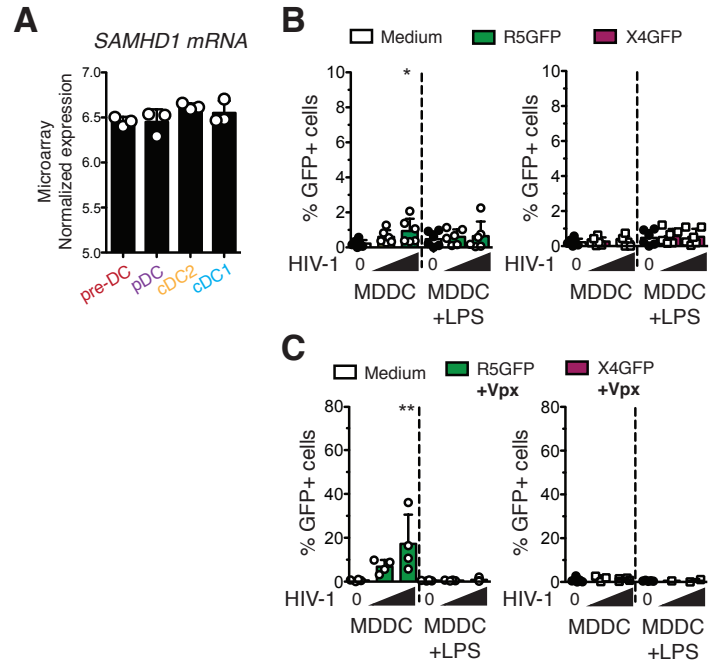 A
SAMHD1 mRNA
Microarray
Normalized expression
7.0
6.5
6.0
5.5
5.0
pre-DC
pDC
cDC2
cDC1
B
Medium
R5GFP
X4GFP
% GFP+ cells
10
8
6
4
2
0
*
HIV-1
0
0
MDDC
MDDC
+LPS
% GFP+ cells
10
8
6
4
2
0
0
0
MDDC
MDDC
+LPS
C
Medium
R5GFP
+Vpx
X4GFP
+Vpx
% GFP+ cells
80
60
40
20
0
**
HIV-1
0
0
MDDC
MDDC
+LPS
% GFP+ cells
80
60
40
20
0
HIV-1
0
0
MDDC
MDDC
+LPS